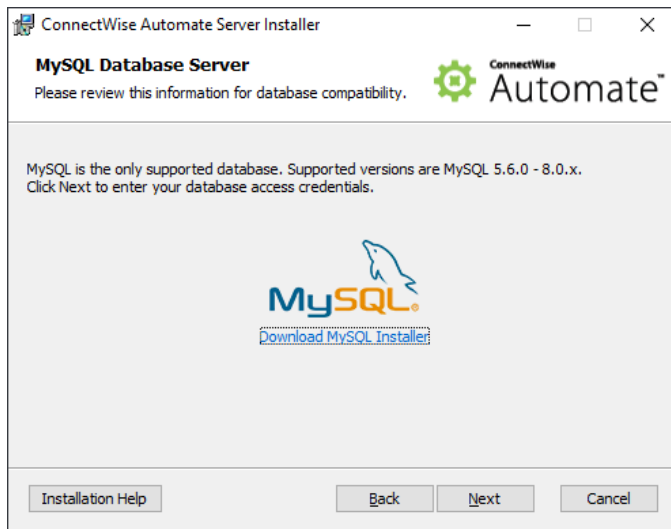 ConnectWise Automate Server Installer
MySQL Database Server
Please review this information for database compatibility.
ConnectWise
Automate™
MySQL is the only supported database. Supported versions are MySQL 5.6.0 - 8.0.x.
Click Next to enter your database access credentials.
MySQL®
Download MySQL Installer
Installation Help
Back
Next
Cancel